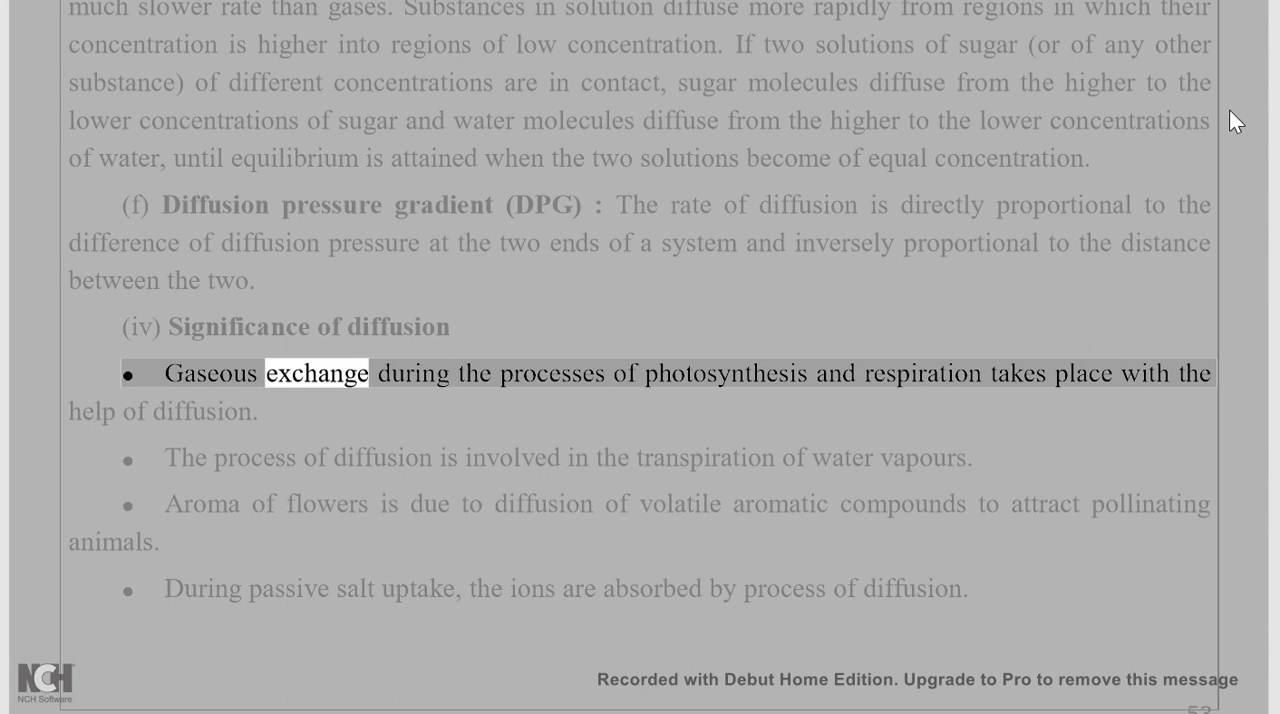 much slower rate than gases. Substances in solution diffuse more rapidly from regions in which their
concentration is higher into regions of low concentration. If two solutions of sugar (or of any other
substance) of different concentrations are in contact, sugar molecules diffuse from the higher to the
lower concentrations of sugar and water molecules diffuse from the higher to the lower concentrations
of water, until equilibrium is attained when the two solutions become of equal concentration.
(f) Diffusion pressure gradient (DPG) : The rate of diffusion is directly proportional to the
difference of diffusion pressure at the two ends of a system and inversely proportional to the distance
between the two.
(iv) Significance of diffusion
• Gaseous exchange during the processes of photosynthesis and respiration takes place with the
help of diffusion.
• The process of diffusion is involved in the transpiration of water vapours.
• Aroma of flowers is due to diffusion of volatile aromatic compounds to attract pollinating
animals.
• During passive salt uptake, the ions are absorbed by process of diffusion.
NCH
NCH Software
Recorded with Debut Home Edition. Upgrade to Pro to remove this message
53